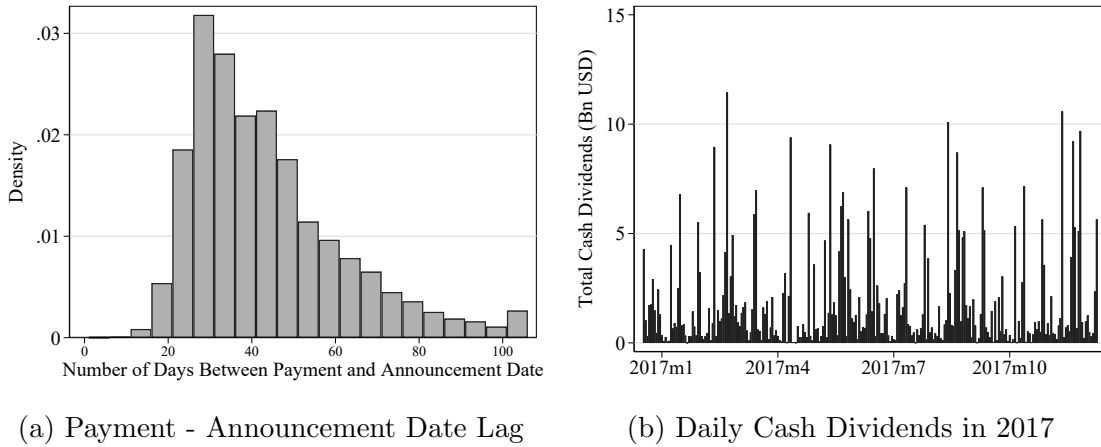 .03
.02
.01
0
Density
0 20 40 60 80 100
Number of Days Between Payment and Announcement Date
15
10
5
0
Total Cash Dividends (Bn USD)
2017m1 2017m4 2017m7 2017m10
(a) Payment - Announcement Date Lag
(b) Daily Cash Dividends in 2017